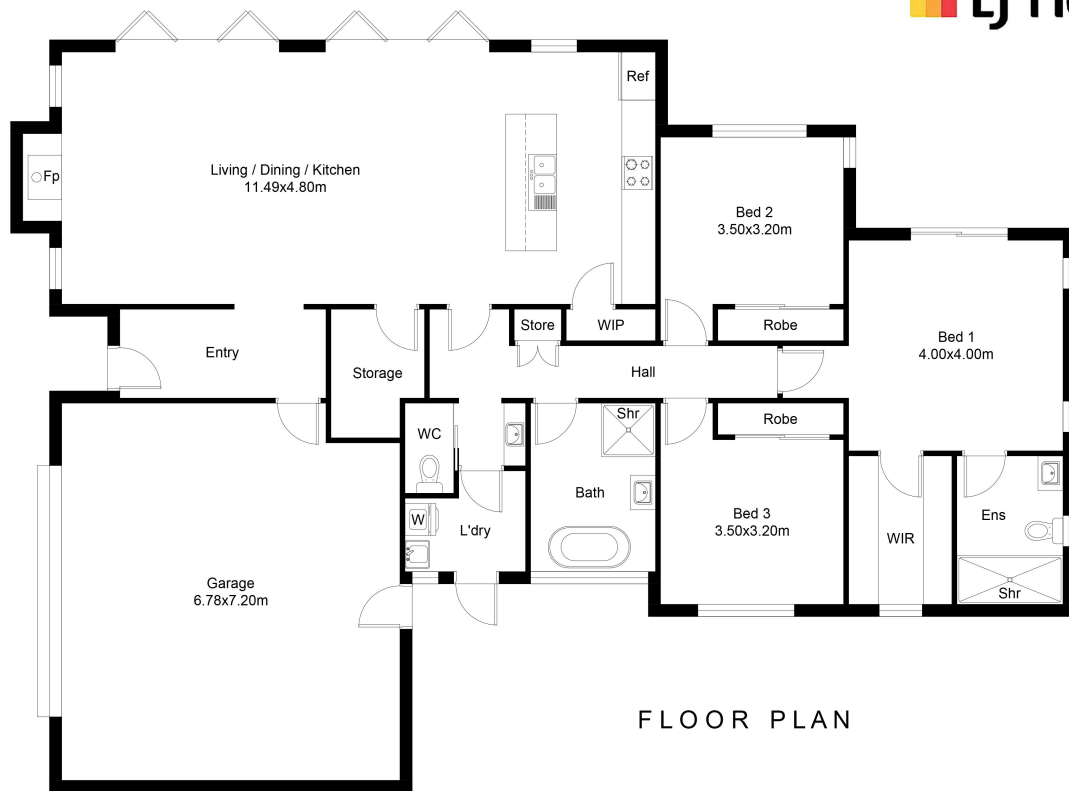 Ref
Fp
Living / Dining / Kitchen
11.49x4.80m
Bed 2
3.50x3.20m
Store
WIP
Robe
Entry
Storage
Hall
Bed 1
4.00x4.00m
WC
Shr
Robe
Bath
Bed 3
3.50x3.20m
Ens
W
L'dry
WIR
Garage
6.78x7.20m
Shr
FLOOR PLAN